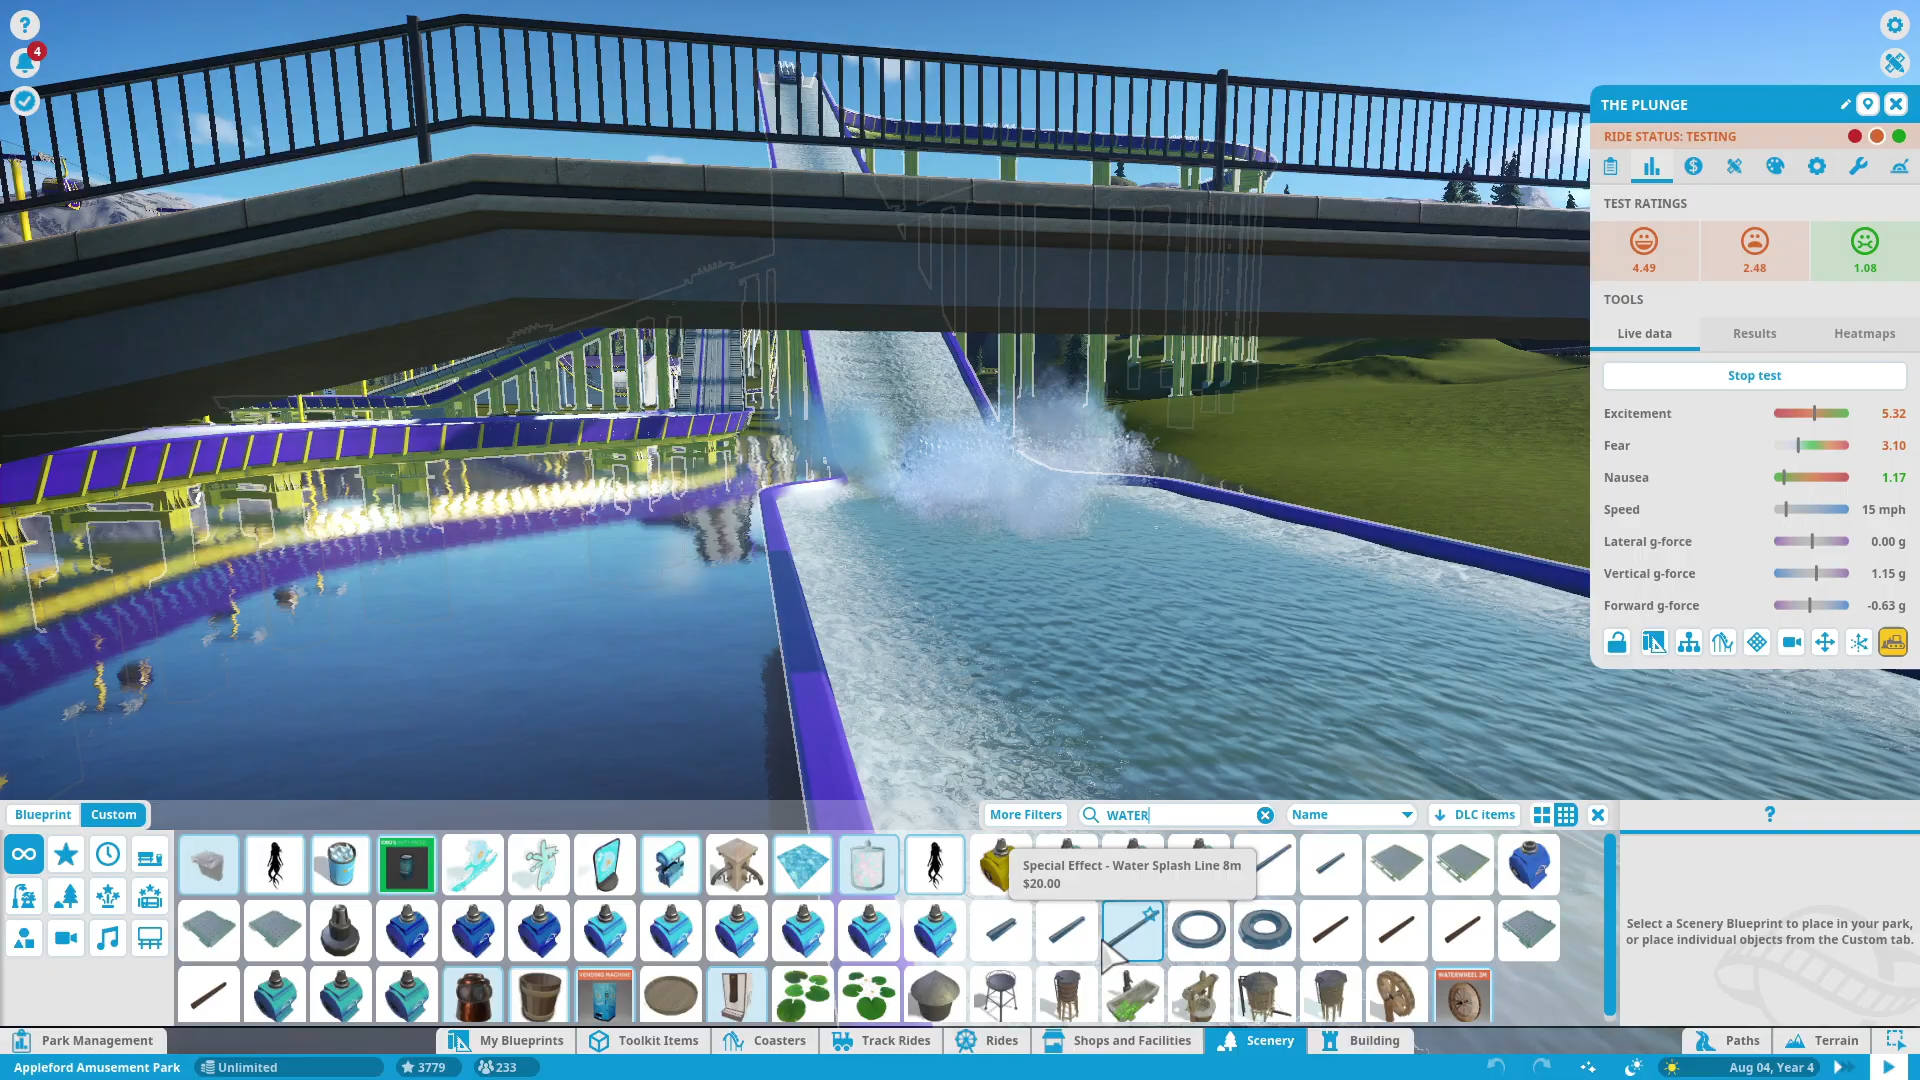 ?
4
THE PLUNGE
RIDE STATUS: TESTING
TEST RATINGS
4.49
2.48
1.08
TOOLS
Live data
Results
Heatmaps
Stop test
Excitement
5.32
Fear
3.10
Nausea
1.17
Speed
15 mph
Lateral g-force
0.00 g
Vertical g-force
1.15 g
Forward g-force
-0.63 g
Blueprint
Custom
More Filters
WATER
Name
DLC items
?
Special Effect - Water Splash Line 8m
$20.00
Select a Scenery Blueprint to place in your park,
or place individual objects from the Custom tab.
VENDING MACHINE
WATERWHEEL 2M
Park Management
My Blueprints
Toolkit Items
Coasters
Track Rides
Rides
Shops and Facilities
Scenery
Building
Paths
Terrain
Appleford Amusement Park
Unlimited
3779
233
Aug 04, Year 4